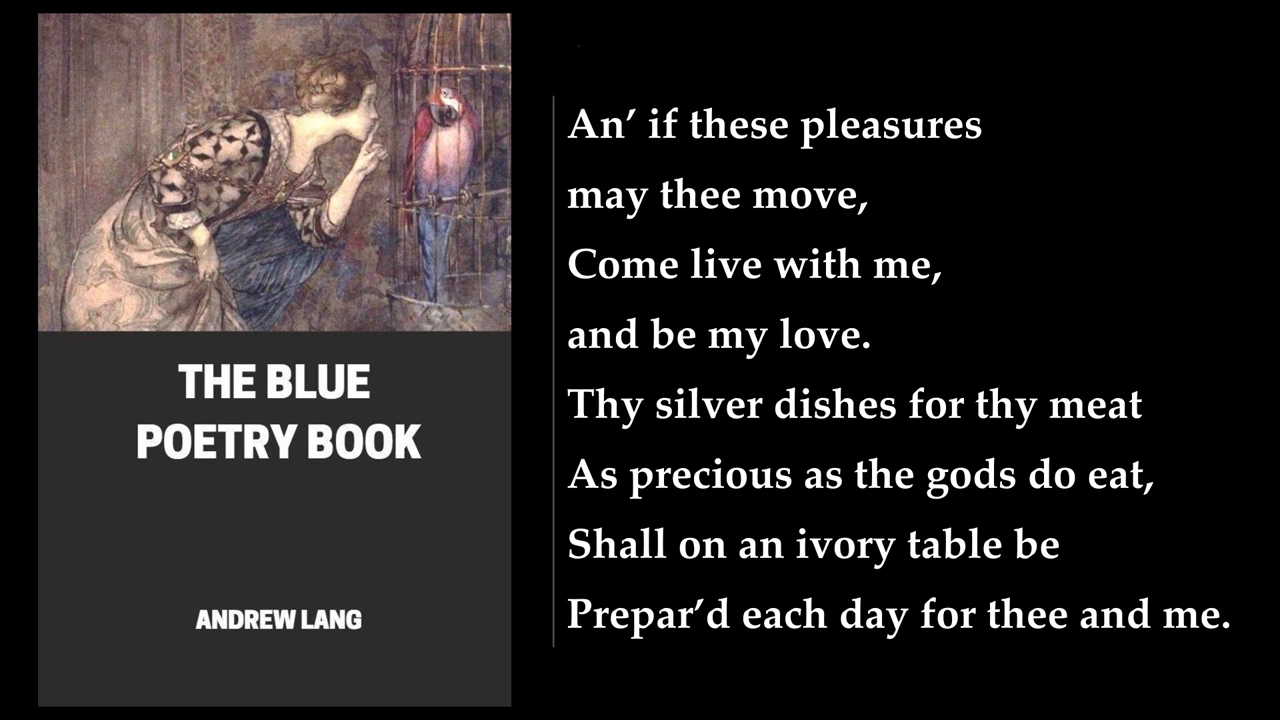 THE BLUE
POETRY BOOK
ANDREW LANG
An’ if these pleasures
may thee move,
Come live with me,
and be my love.
Thy silver dishes for thy meat
As precious as the gods do eat,
Shall on an ivory table be
Prepar’d each day for thee and me.